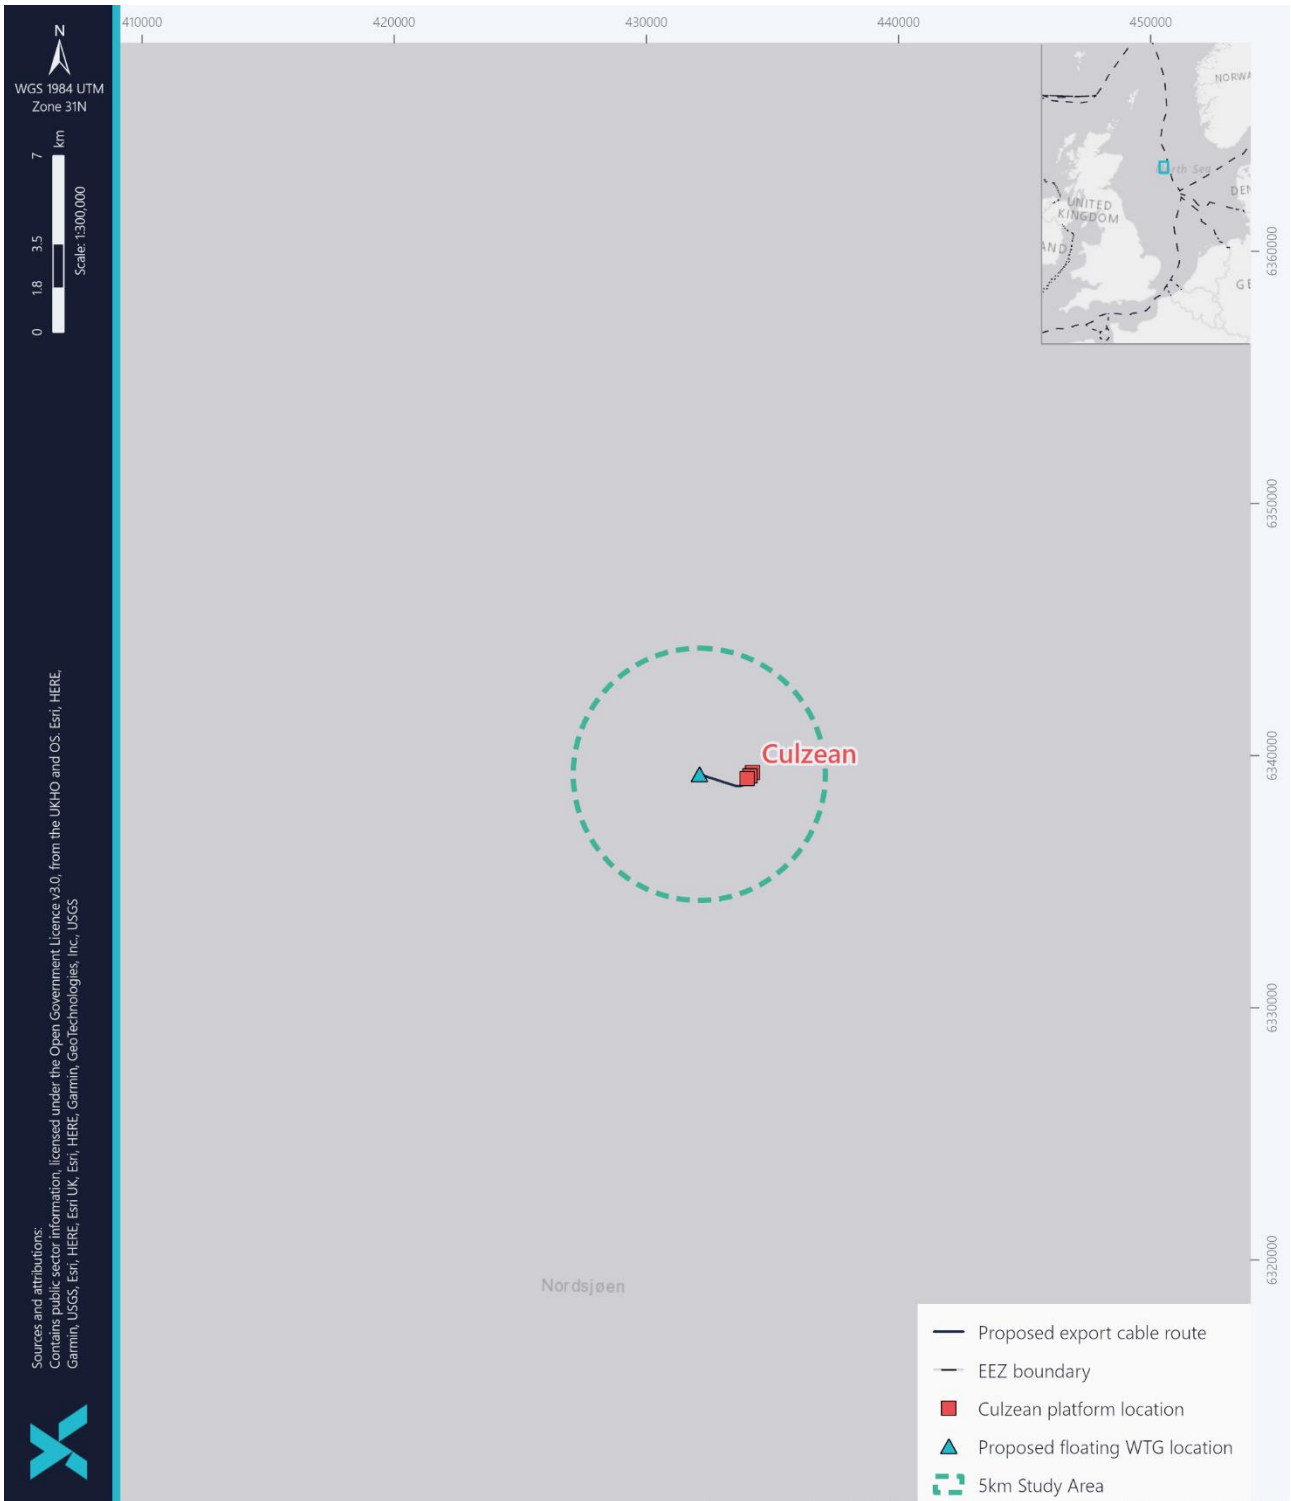 410000
420000
430000
440000
450000
N
WGS 1984 UTM
Zone 31N
0 1.8 3.5 7 km
Scale: 1:300,000
NORWA
UNITED
KINGDOM
AND
DEN
GE
6360000
6350000
6340000
6330000
6320000
Culzean
Nordsjøen
Sources and attributions:
Contains public sector information, licensed under the Open Government Licence v3.0, from the UKHO and OS. Esri, HERE,
Garmin, USGS, Esri, HERE, Esri UK, Esri, HERE, Garmin, GeoTechnologies, Inc., USGS
Proposed export cable route
EEZ boundary
Culzean platform location
Proposed floating WTG location
5km Study Area